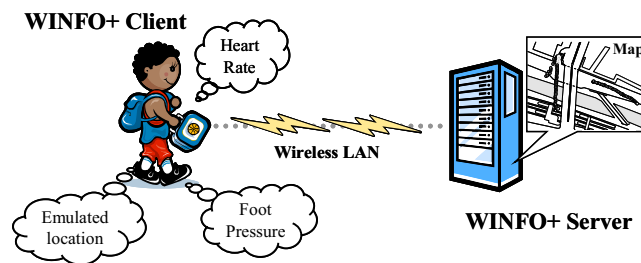 WINFO+ Client
Heart
Rate
Map
Wireless LAN
Emulated
location
Foot
Pressure
WINFO+ Server